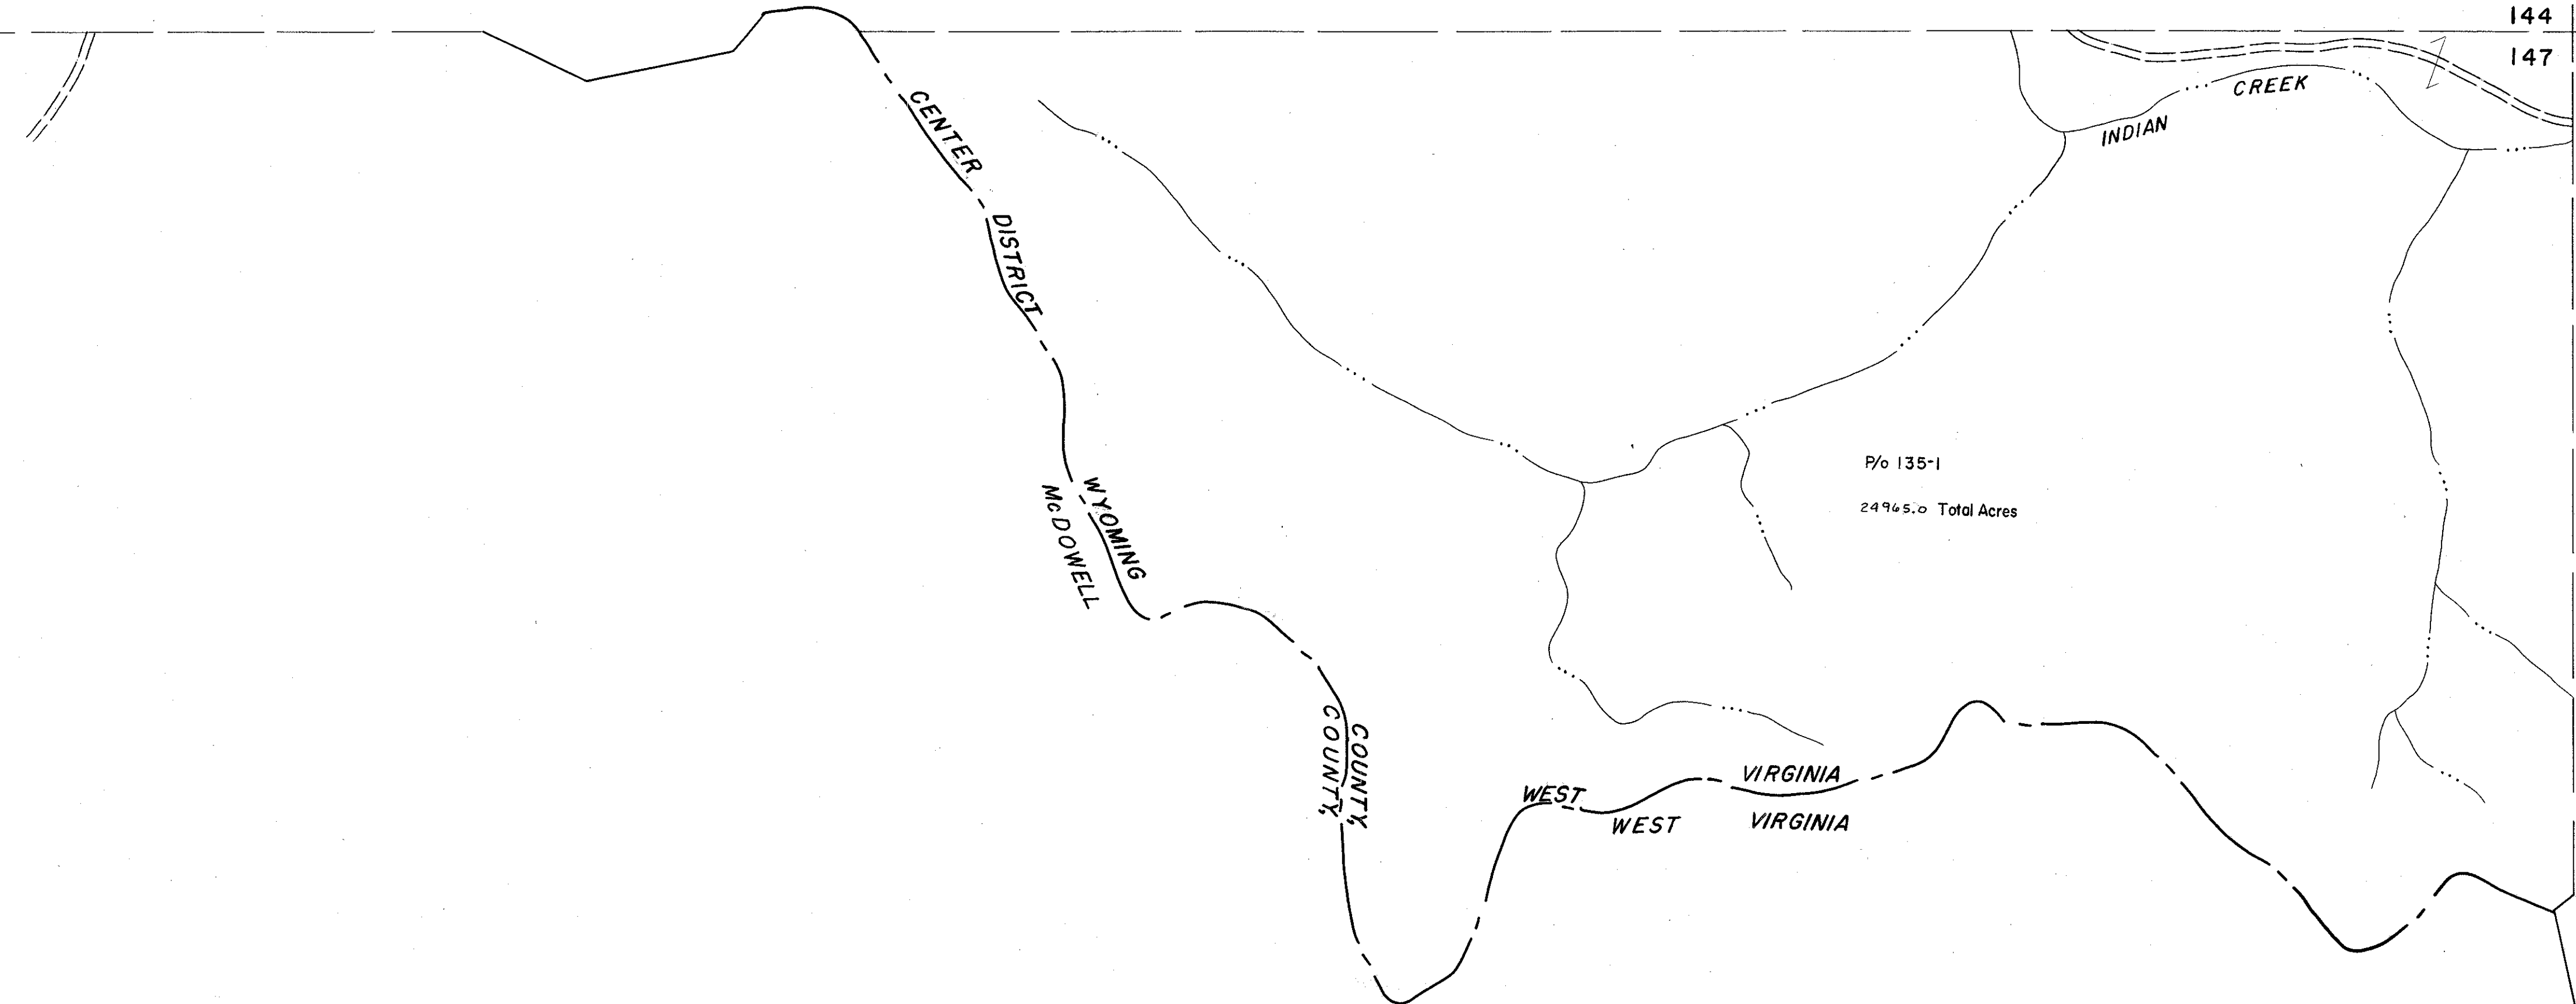 144
147
CREEK
INDIAN
CENTER DISTRICT
P/o 135-1
24965.0 Total Acres
WYOMING COUNTY, WEST VIRGINIA
McDOWELL COUNTY, WEST VIRGINIA